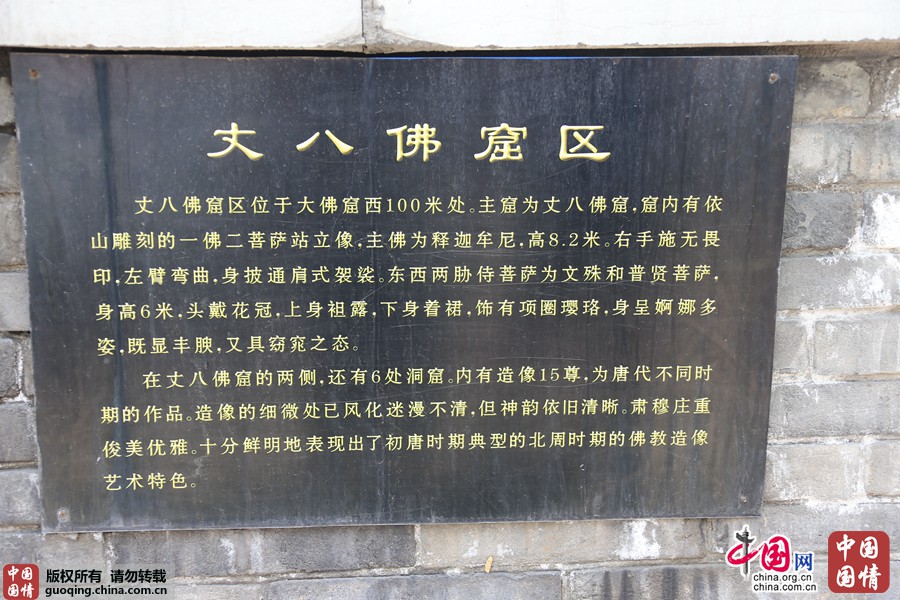 丈八佛窟区
丈八佛窟区位于大佛窟西100米处。主窟为丈八佛窟,窟内有依
山雕刻的一佛二菩萨站立像,主佛为释迦牟尼,高8.2米。右手施无畏
印,左臂弯曲,身披通肩式袈裟。东西两胁侍菩萨为文殊和普贤菩萨,
身高6米,头戴花冠,上身袒露,下身着裙,饰有项圈璎珞,身呈婀娜多
姿,既显丰腴,又具窈窕之态。
在丈八佛窟的两侧,还有6处洞窟。内有造像15尊,为唐代不同时
期的作品。造像的细微处已风化迷漫不清,但神韵依旧清晰。肃穆庄重
俊美优雅。十分鲜明地表现出了初唐时期典型的北周时期的佛教造像
艺术特色。
中国国情
版权所有 请勿转载
guoqing.china.com.cn
中国网
china.org.cn
china.com.cn
中国国情